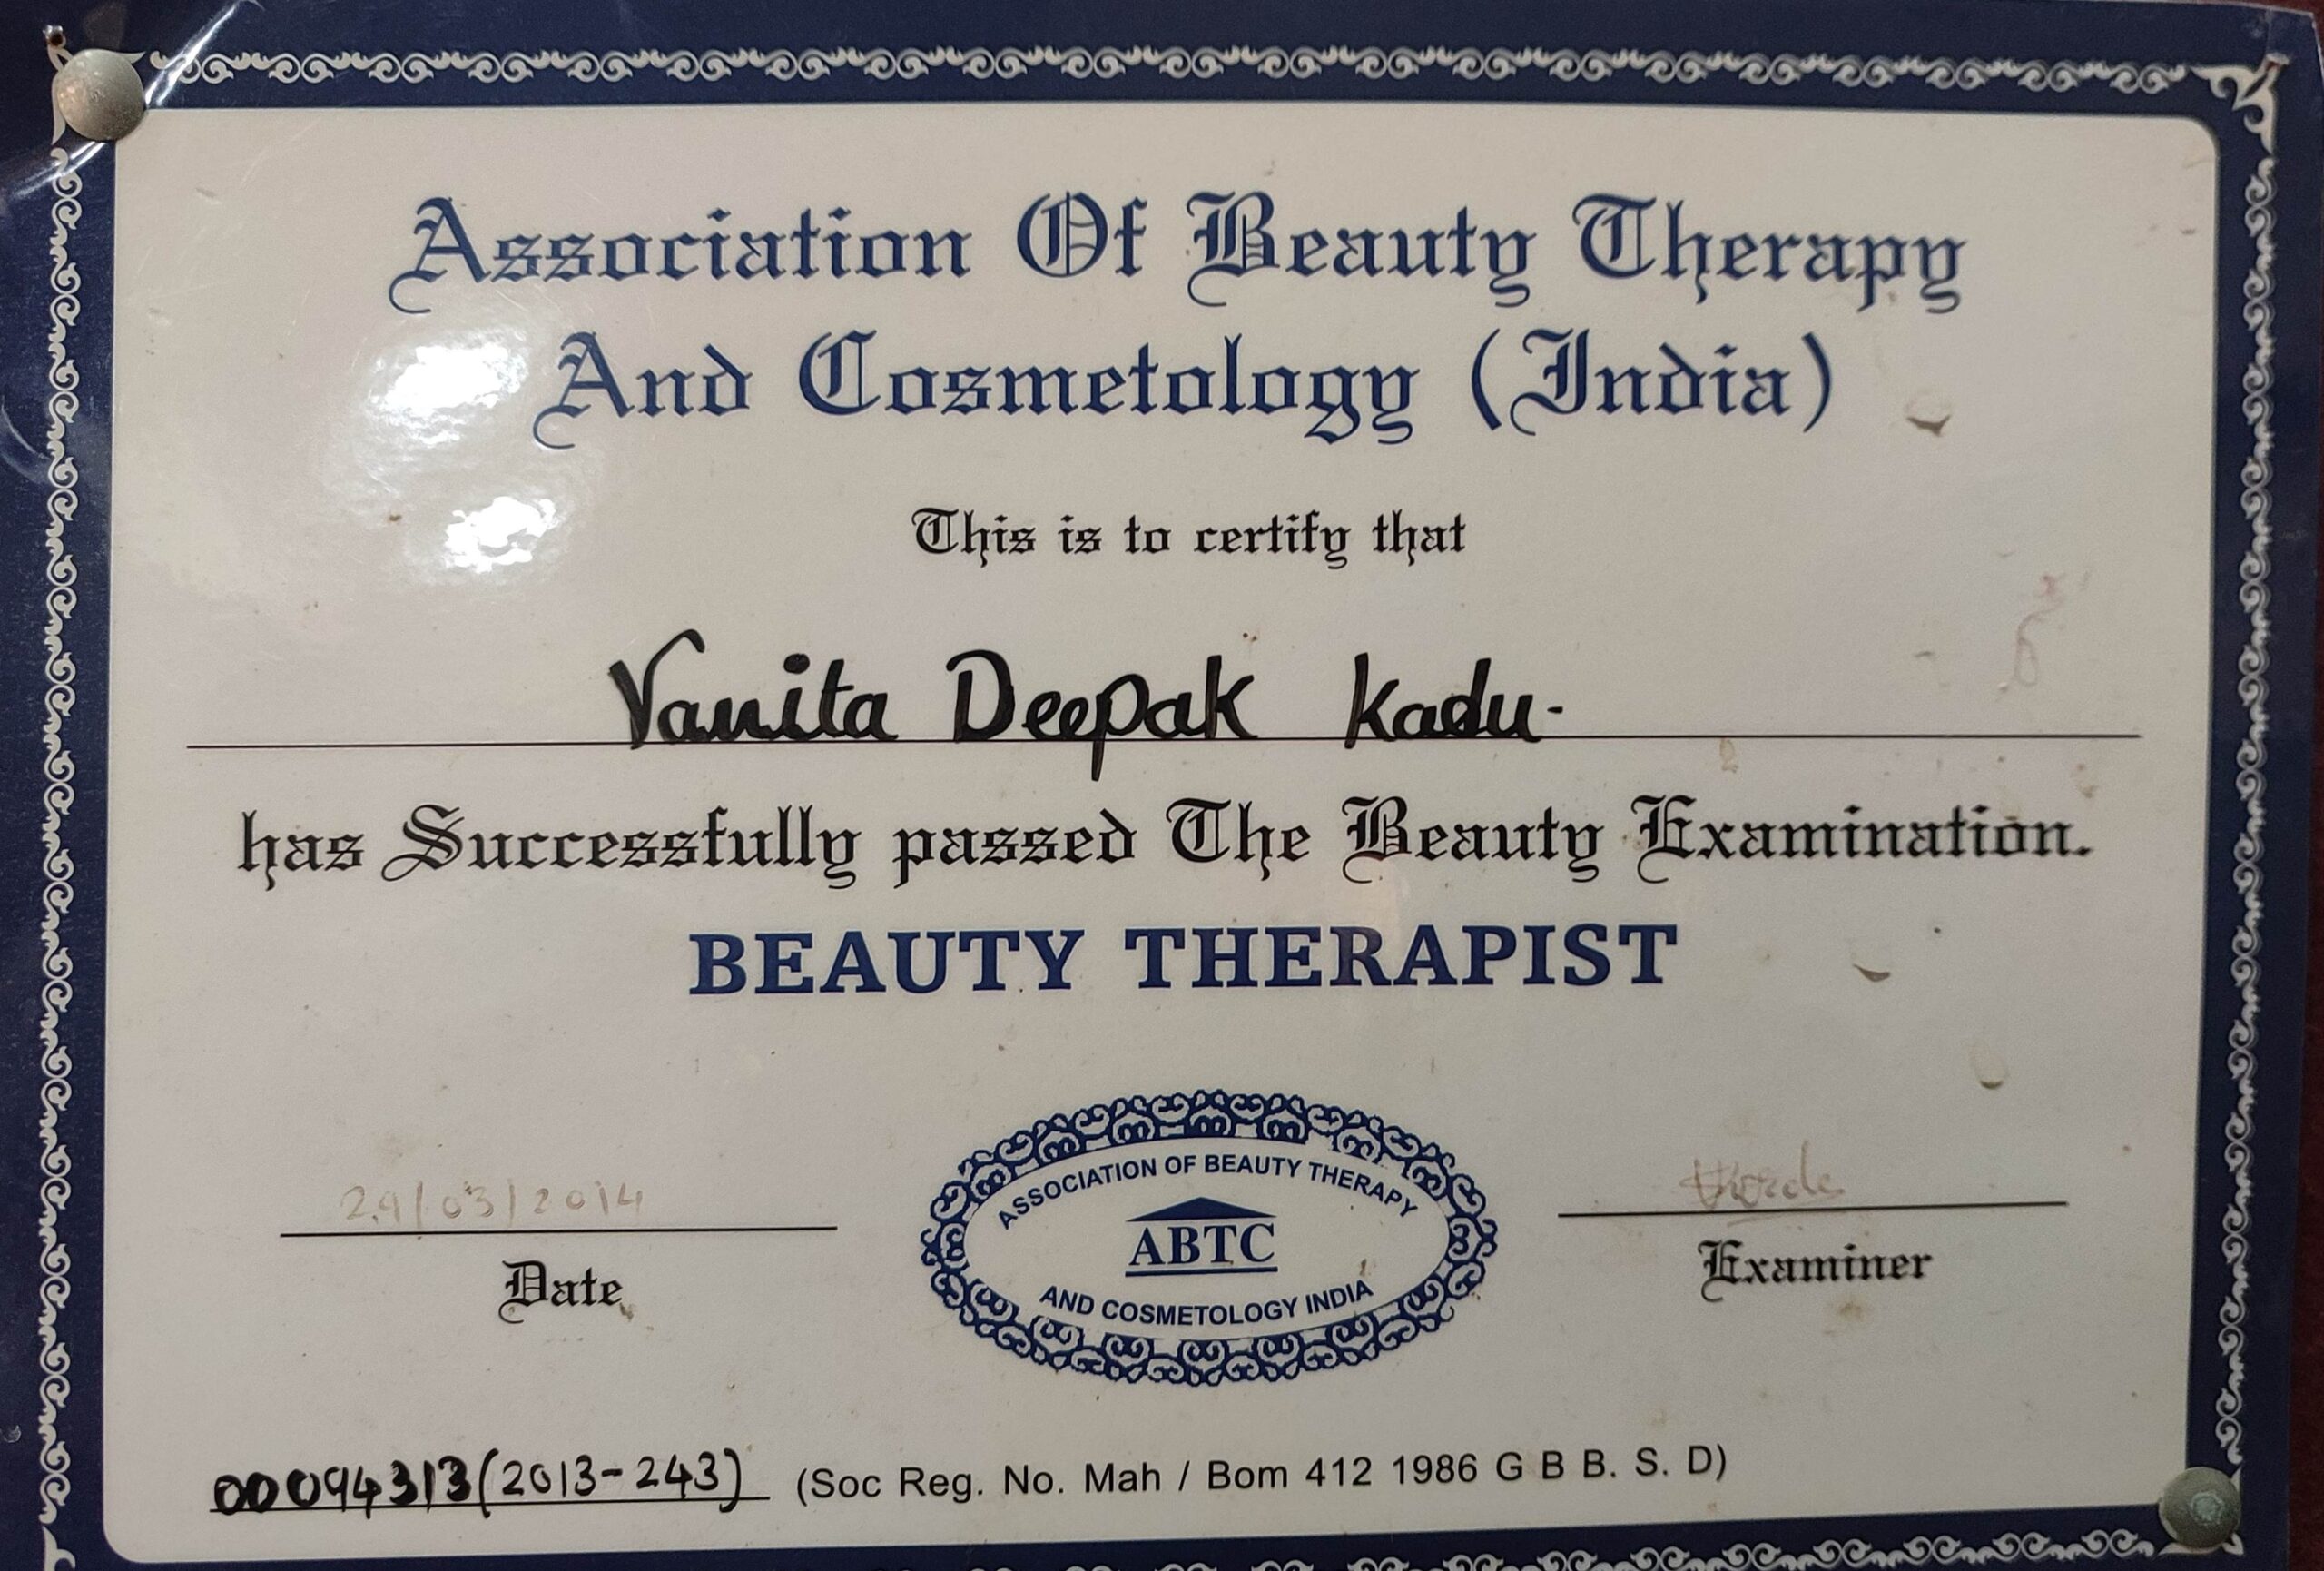 Association Of Beauty Therapy
And Cosmetology (India)
This is to certify that
Vanita Deepak Kadu.
has Successfully passed The Beauty Examination.
BEAUTY THERAPIST
29/03/2014
Date
ASSOCIATION OF BEAUTY THERAPY
ABTC
AND COSMETOLOGY INDIA
Examiner
00094313(2013-243) (Soc Reg. No. Mah / Bom 412 1986 G B B. S. D)